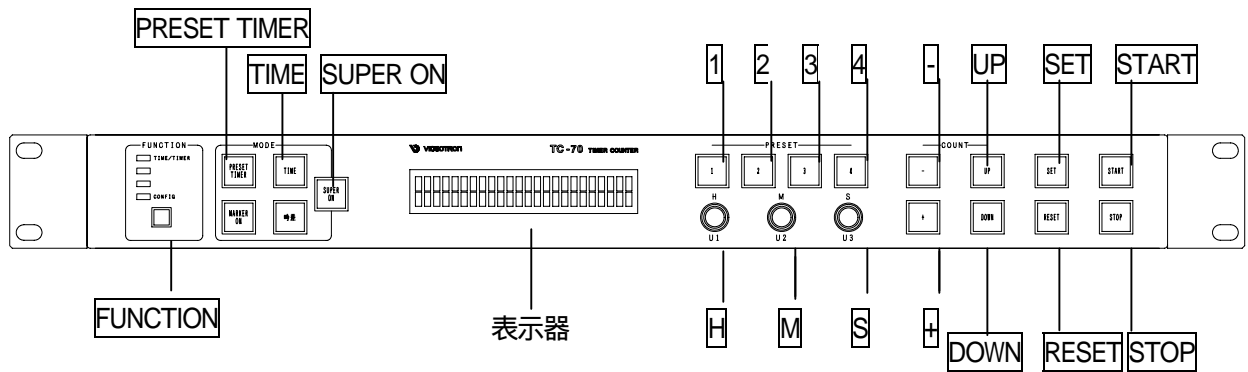 PRESET TIMER
TIME
SUPER ON
1 2 3 4 - UP SET START
FUNCTION
TIME/TIMER
CONFIG
MODE
PRESET TIMER
TIME
SUPER ON
MARKER ON
時景
VIDEOTRON
TC-70 TIMER COUNTER
PRESET
1 2 3 4
H M S
U1 U2 U3
COUNT
- UP SET START
+ DOWN RESET STOP
FUNCTION
表示器
H M S +
DOWN RESET STOP